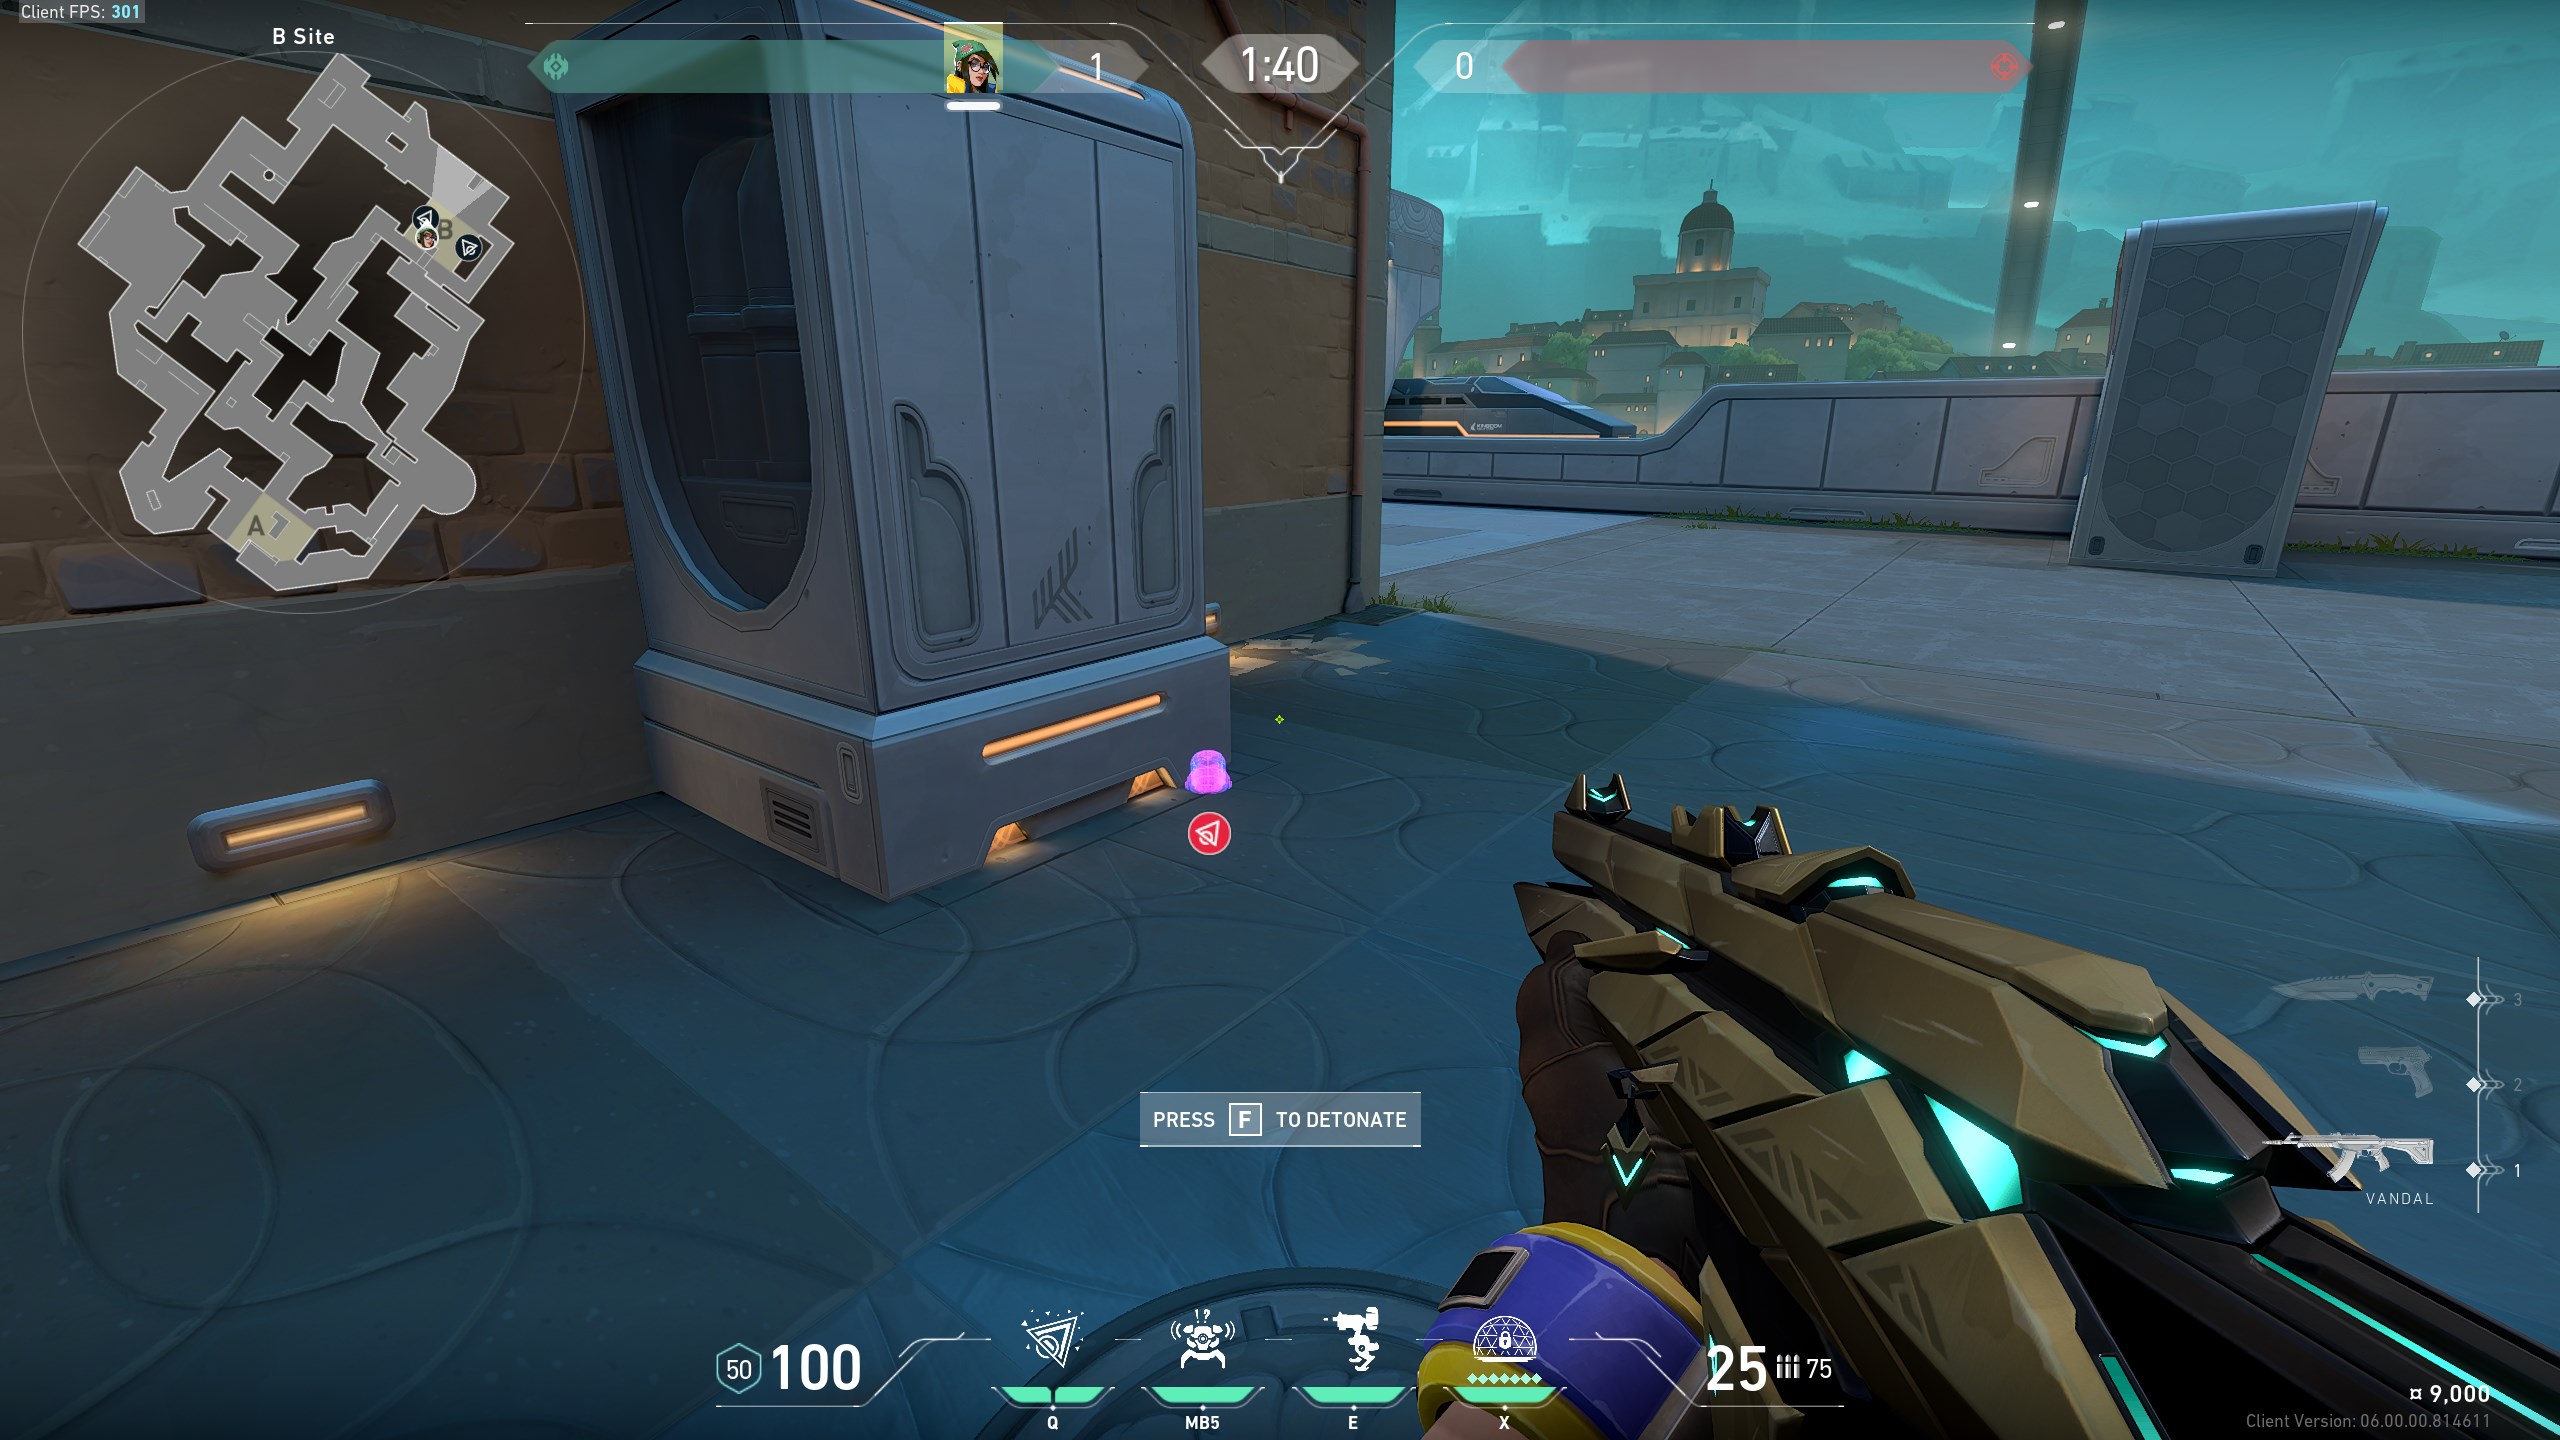 Client FPS: 301
B Site
1
1:40
0
B
A
KINGDOM
PRESS F TO DETONATE
3
2
1
VANDAL
50
100
25
75
Q
MB5
E
X
¤ 9,000
Client Version: 06.00.00.814611